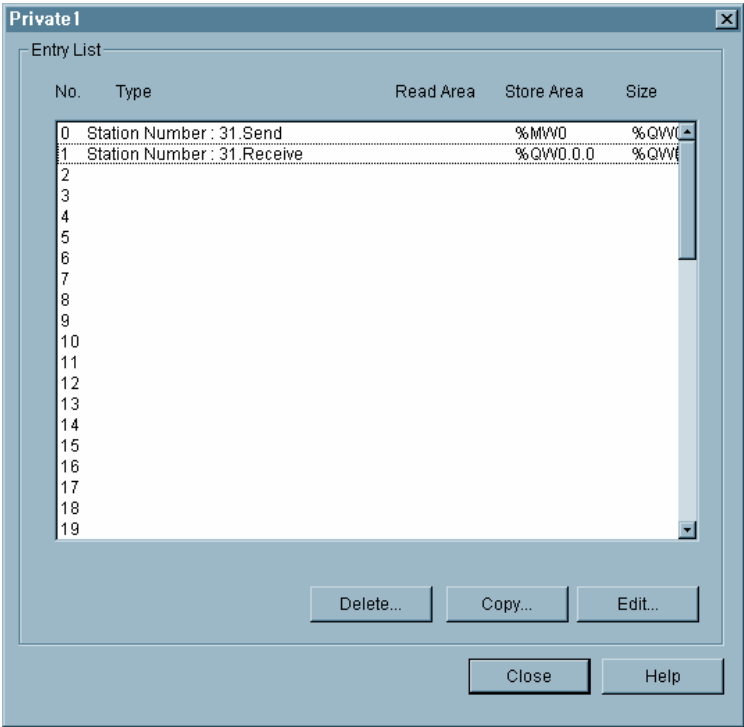 Private1
Entry List
No. Type Read Area Store Area Size
0 Station Number : 31.Send %MW0
1 Station Number : 31.Receive %QW0.0.0
2
3
4
5
6
7
8
9
10
11
12
13
14
15
16
17
18
19
Delete... Copy... Edit...
Close Help